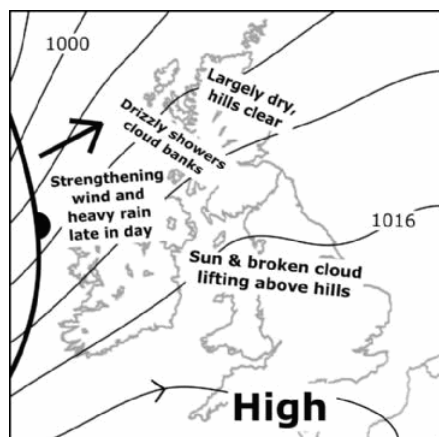 1000
Largely dry,
hills clear
Drizzly showers
cloud banks
Strengthening
wind and
heavy rain
late in day
1016
Sun & broken cloud
lifting above hills
High